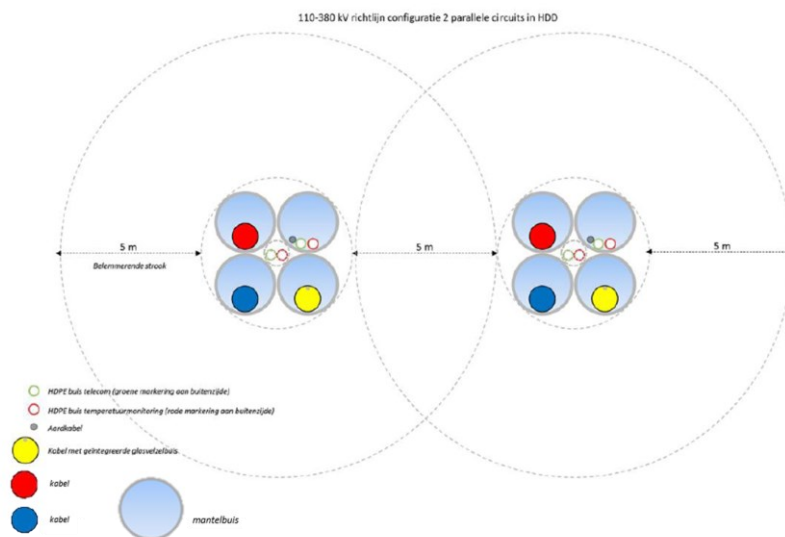 110-380 kV richtlijn configuratie 2 parallele circuits in HDD
5 m
5 m
5 m
Belemmerende strook
HDPE buis telecom (groene markering aan buitenzijde)
HDPE buis temperatuurmonitoring (rode markering aan buitenzijde)
Aardkabel
Kabel met geïntegreerde glasvezelbuis
kabel
kabel
mantelbuis